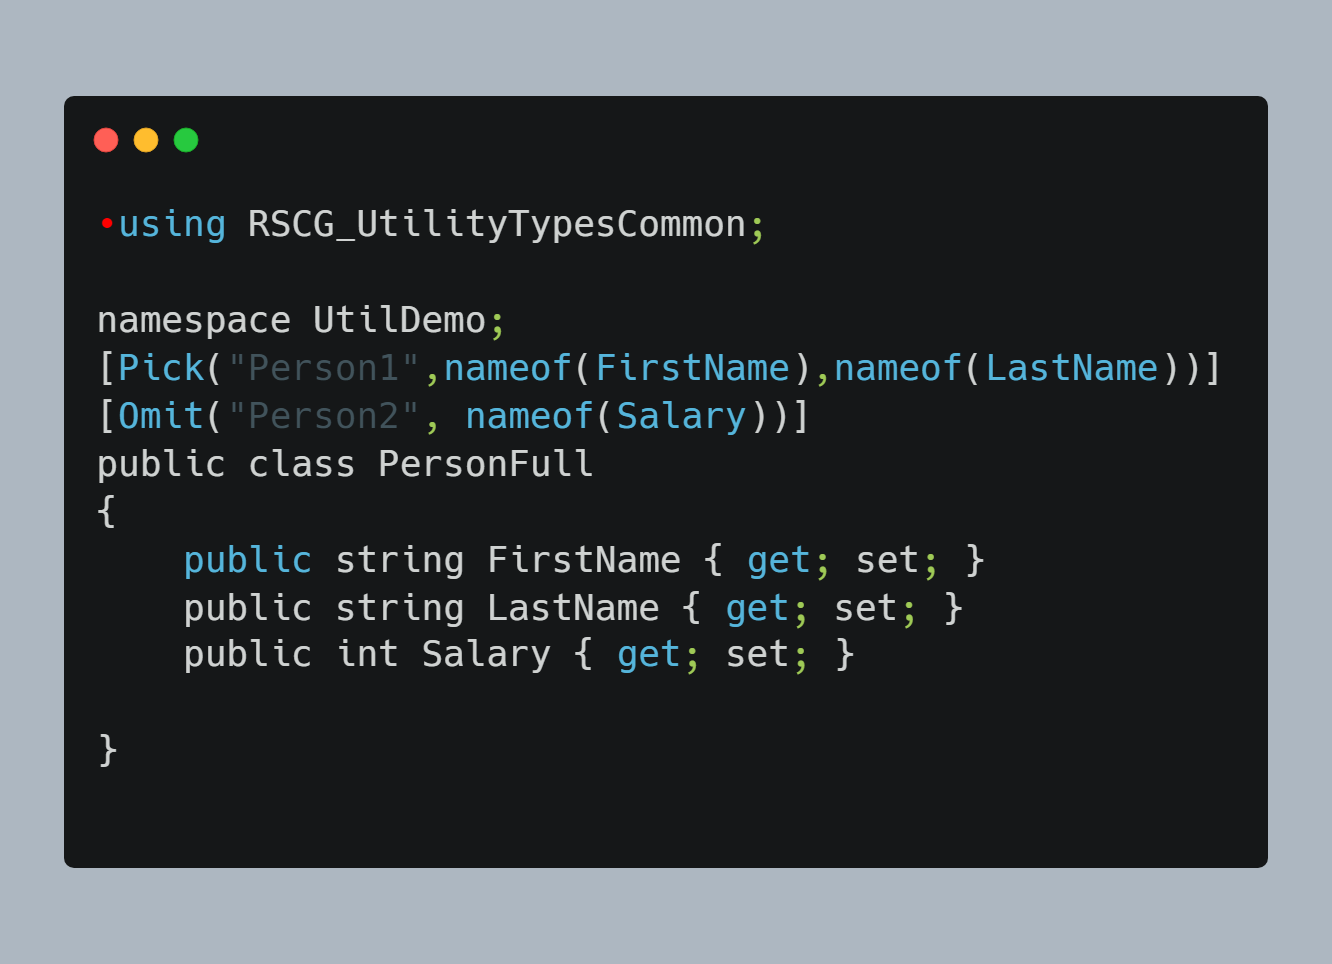 •using RSCG_UtilityTypesCommon;
namespace UtilDemo;
[Pick("Person1",nameof(FirstName),nameof(LastName))]
[Omit("Person2", nameof(Salary))]
public class PersonFull
{
    public string FirstName { get; set; }
    public string LastName { get; set; }
    public int Salary { get; set; }
}